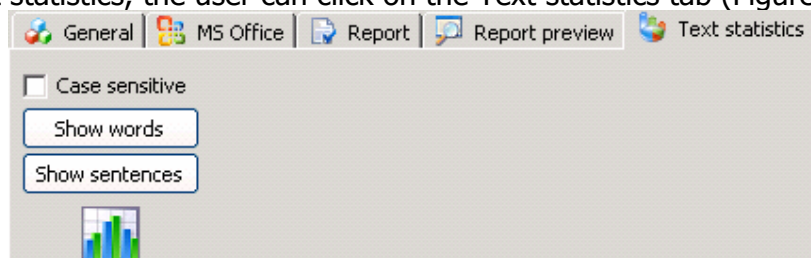 statistics, the user can click on the Text statistics tab (Figure
General MS Office Report Report preview Text statistics
Case sensitive
Show words
Show sentences